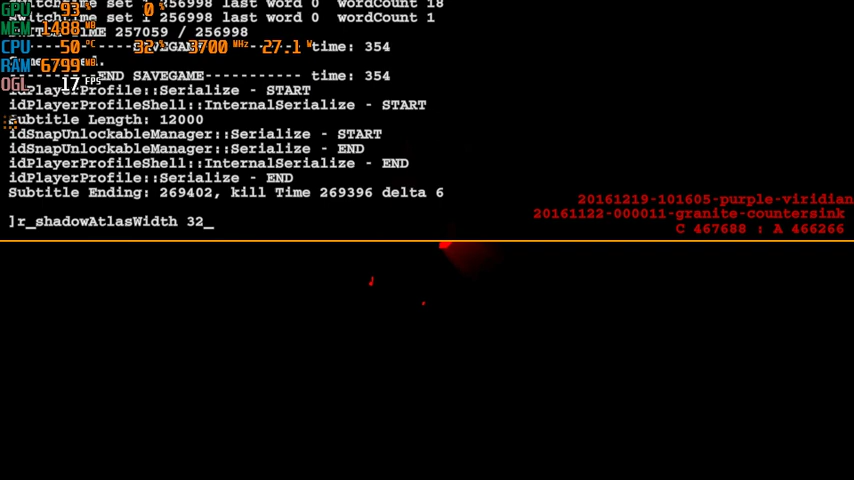 GPU 93 % 0 %
switchTime set 1 256998 last word 0 wordCount 18
switchTime set 1 256998 last word 0 wordCount 1
MEM 1488 MB
TIME 257059 / 256998
CPU 50 °C 32 % 3700 MHz 27.1 W
time: 354
RAM 6799 MB
----------END SAVEGAME----------- time: 354
OGL 17 FPS
idPlayerProfile::Serialize - START
idPlayerProfileShell::InternalSerialize - START
Subtitle Length: 12000
idSnapUnlockableManager::Serialize - START
idSnapUnlockableManager::Serialize - END
idPlayerProfileShell::InternalSerialize - END
idPlayerProfile::Serialize - END
Subtitle Ending: 269402, kill Time 269396 delta 6
20161219-101605-purple-viridian
20161122-000011-granite-countersink
]r_shadowAtlasWidth 32_
C 467688 : A 466266